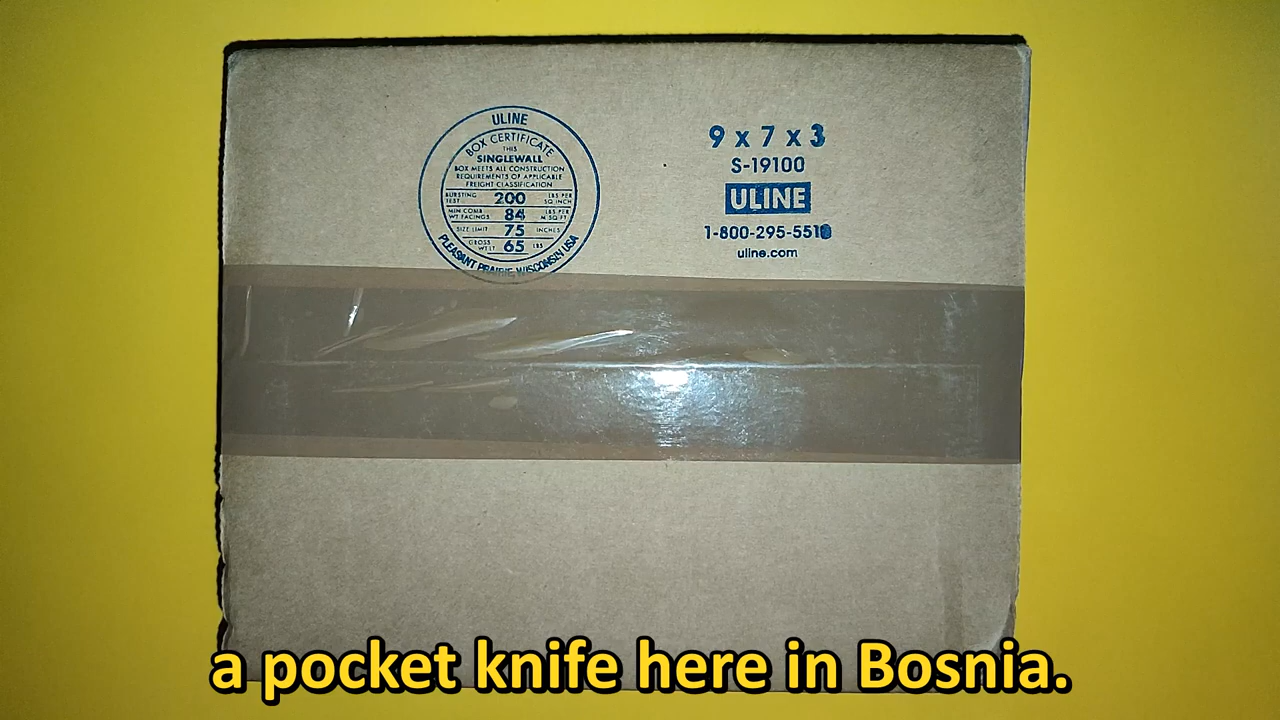 ULINE
BOX CERTIFICATE
THIS
SINGLEWALL
BOX MEETS ALL CONSTRUCTION
REQUIREMENTS OF APPLICABLE
FREIGHT CLASSIFICATION
BURSTING TEST 200 LBS PER SQ INCH
MIN COMB WT FACINGS 84 LBS PER M SQ FT
SIZE LIMIT 75 INCHES
GROSS WT LT 65 LBS
PLEASANT PRAIRIE, WISCONSIN USA
9 x 7 x 3
S-19100
ULINE
1-800-295-5510
uline.com
a pocket knife here in Bosnia.